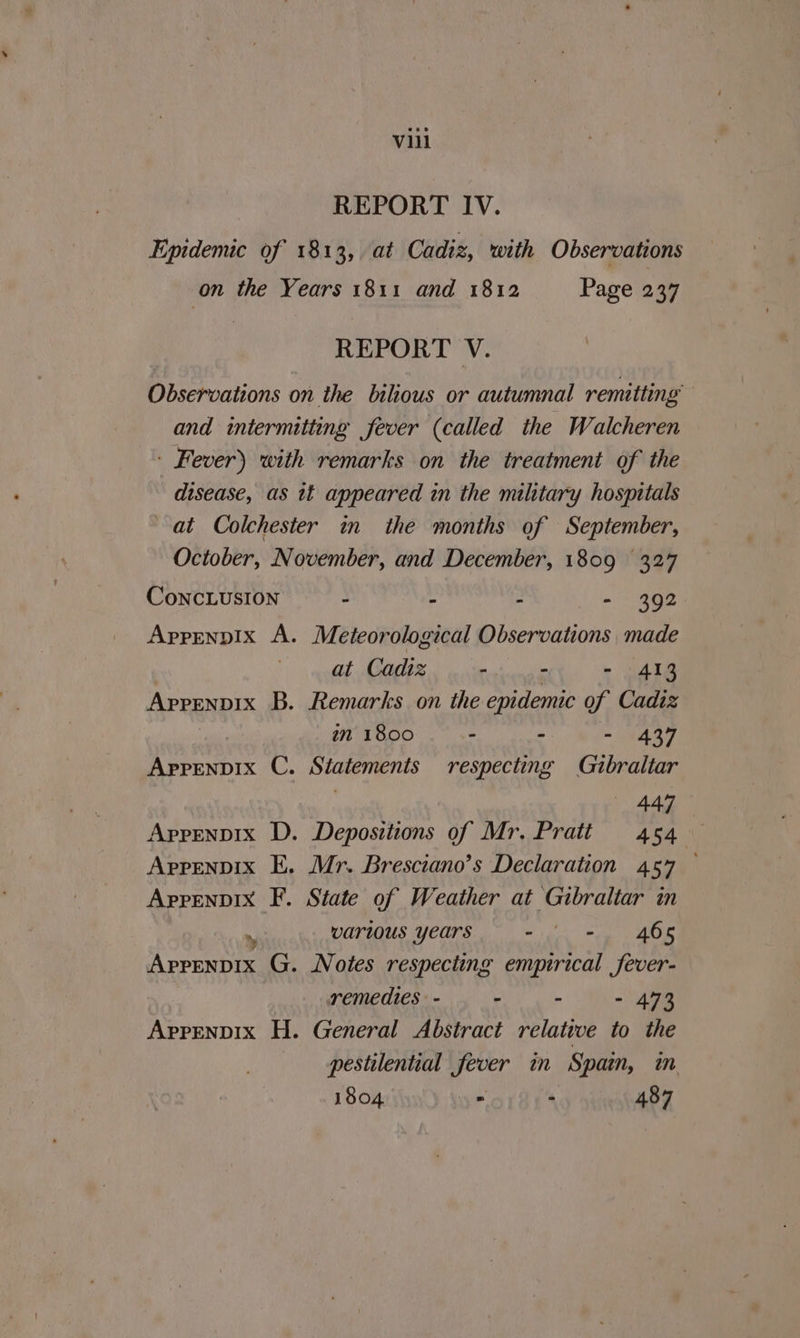 viii
REPORT IV.
Epidemic of 1813, at Cadiz, with Observations
on the Years 1811 and 1812 Page 237
REPORT V.
Observations on the bilious or autumnal remitting
and intermitting fever (called the Walcheren
Fever) with remarks on the treatment of the
disease, as it appeared in the military hospitals
at Colchester in the months of September,
October, November, and December, 1809 327
CONCLUSION - - - - 392
APPENDIX A. Meteorological Observations made
at Cadiz - - - 413
APPENDIX B. Remarks on the epidemic of Cadiz
in 1800 - - - 437
APPENDIX C. Statements respecting Gibraltar
447
APPENDIX D. Depositions of Mr. Pratt 454
APPENDIX E. Mr. Bresciano's Declaration 457
APPENDIX F. State of Weather at Gibraltar in
various years - - 465
APPENDIX G. Notes respecting empirical fever-
remedies - - - - 473
APPENDIX H. General Abstract relative to the
pestilential fever in Spain, in
1804 - - 487